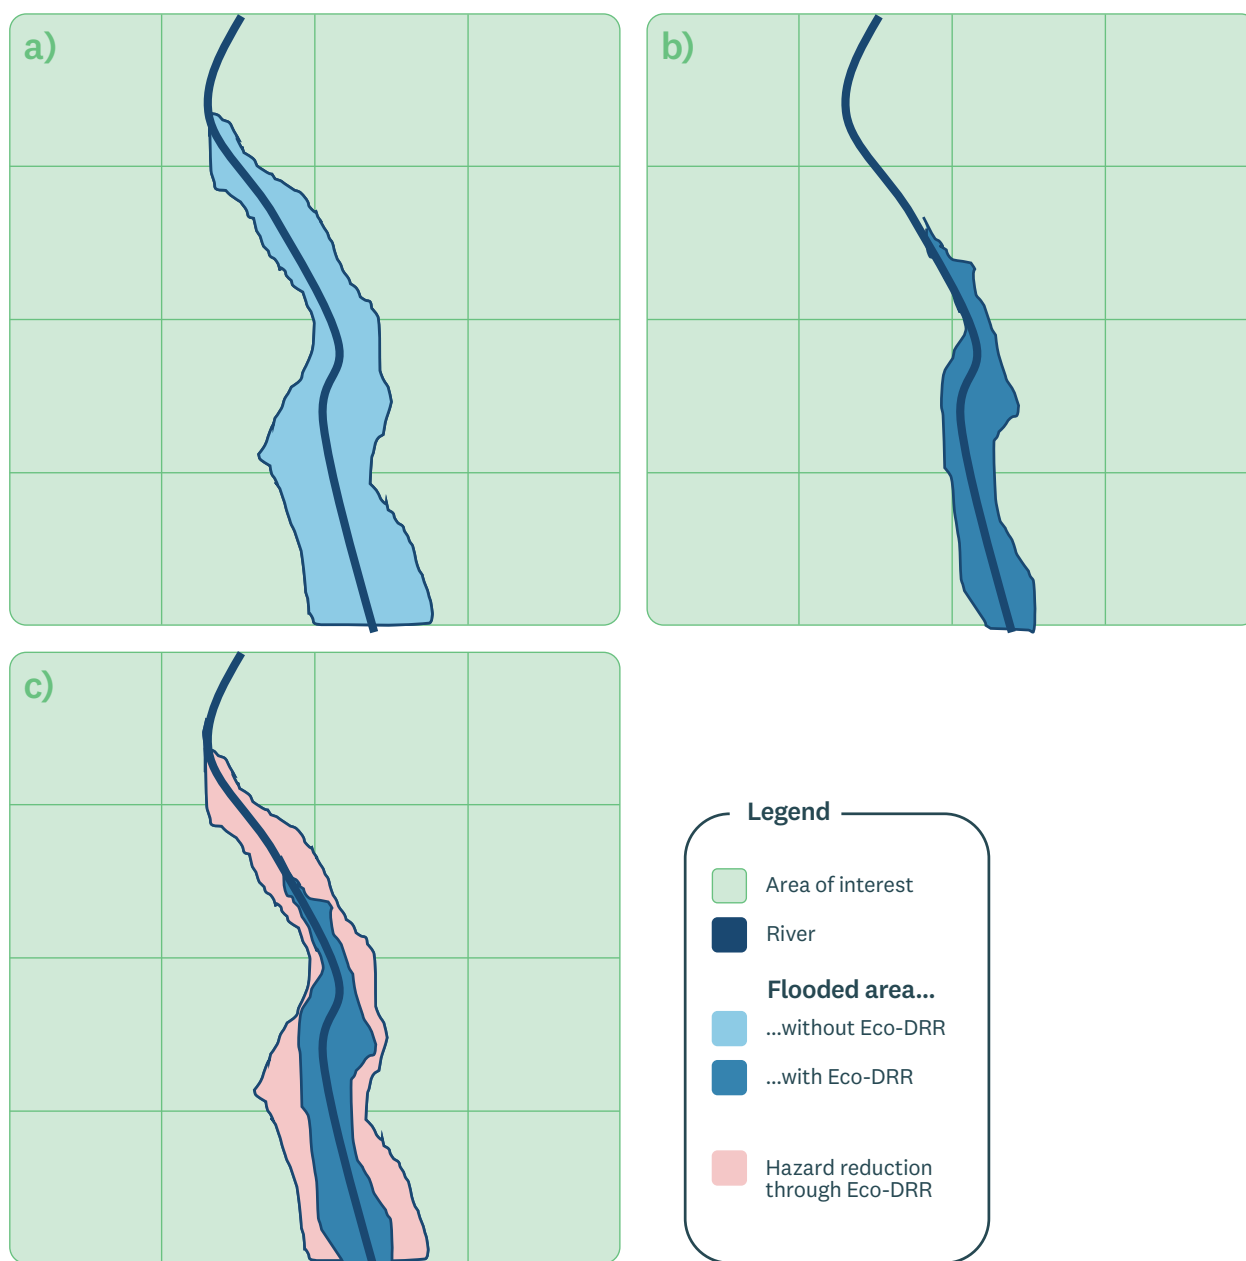 a)
b)
c)
Legend
Area of interest
River
Flooded area...
...without Eco-DRR
...with Eco-DRR
Hazard reduction
through Eco-DRR